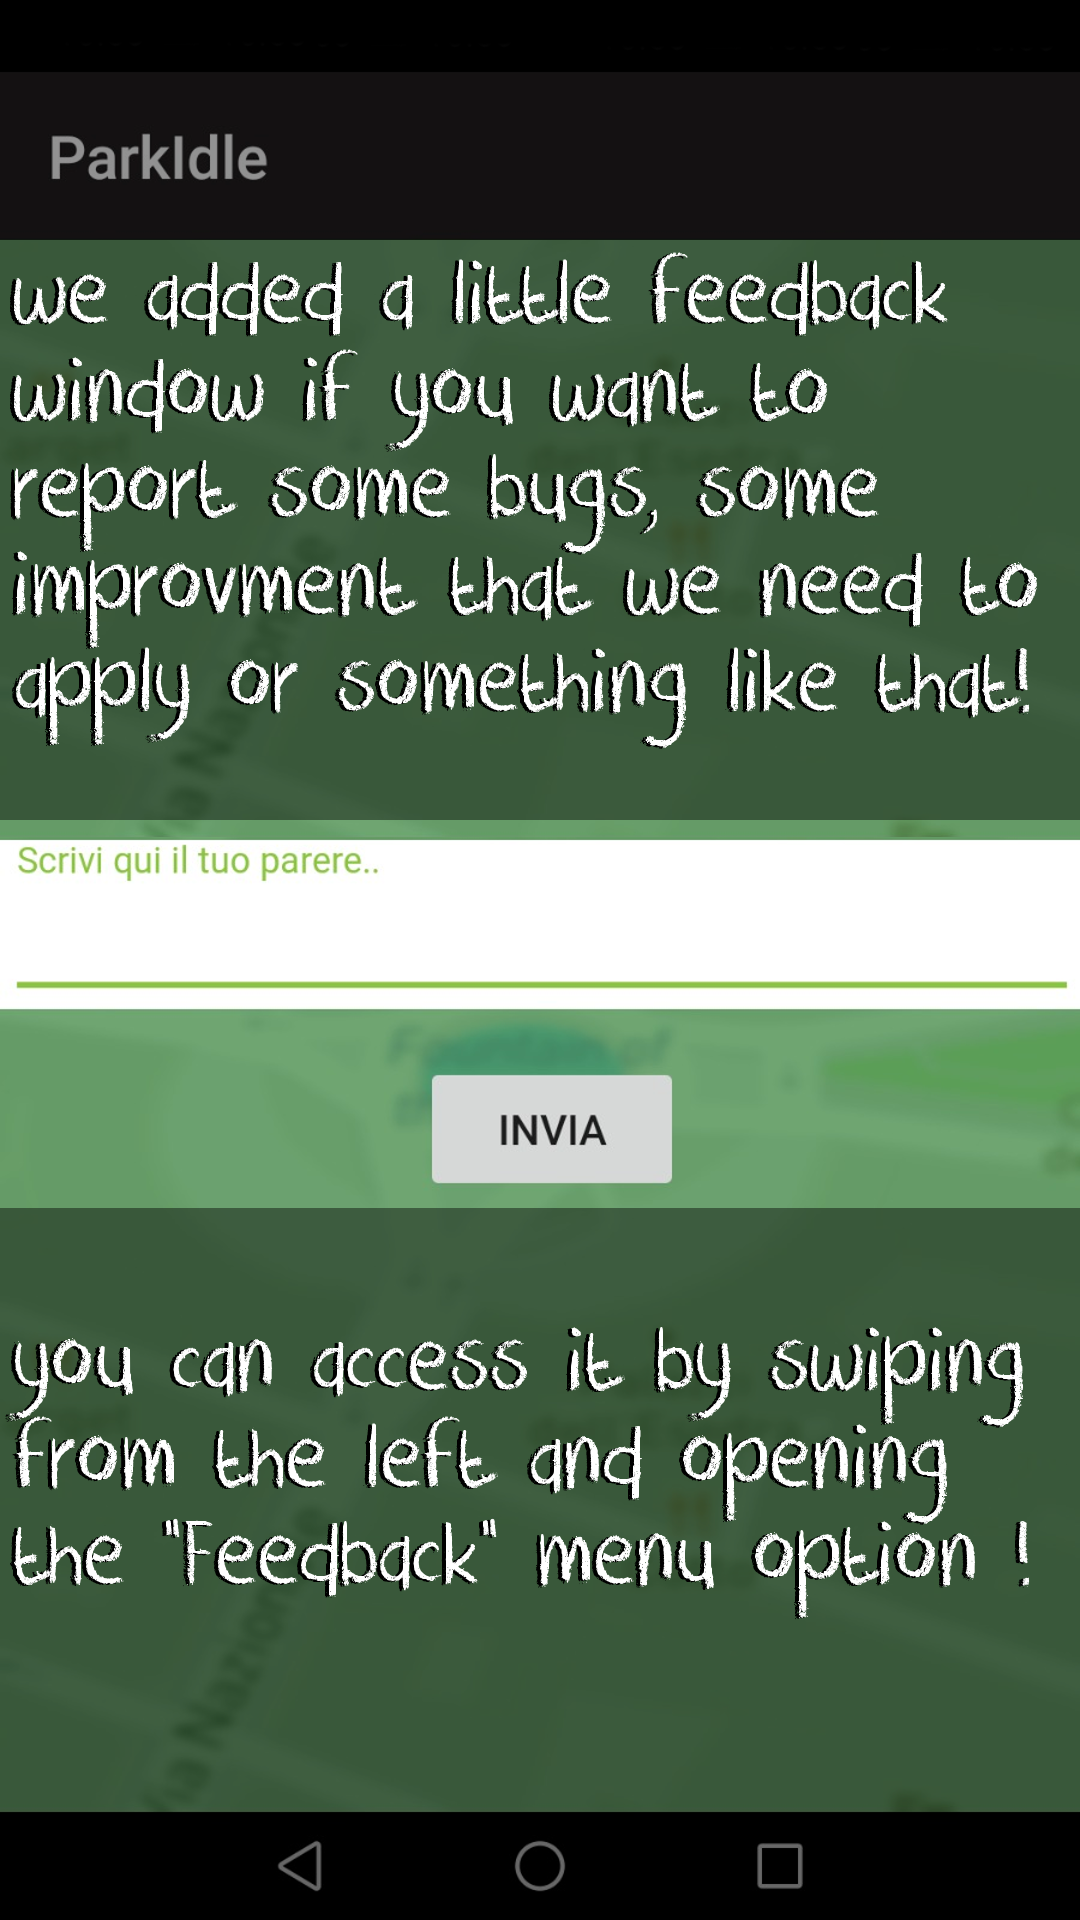 ParkIdle
we added a little feedback
window if you want to
report some bugs, some
improvment that we need to
apply or something like that!
Scrivi qui il tuo parere..
INVIA
you can access it by swiping
from the left and opening
the "Feedback" menu option !